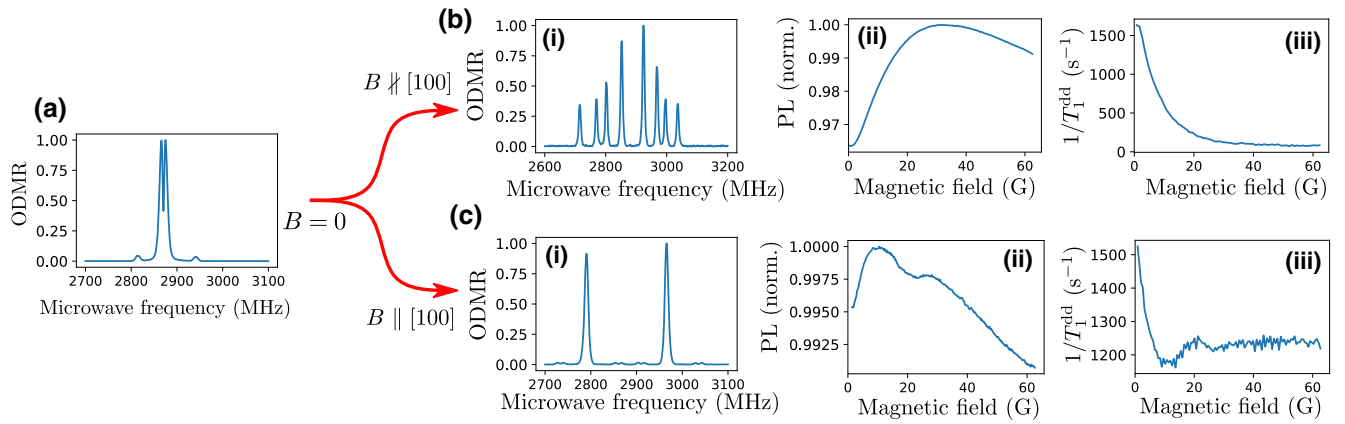 (a)
ODMR
1.00
0.75
0.50
0.25
0.00
2700 2800 2900 3000 3100
Microwave frequency (MHz)
B = 0
B ∦ [100]
B ∥ [100]
(b)
(i)
ODMR
1.00
0.75
0.50
0.25
0.00
2600 2800 3000 3200
Microwave frequency (MHz)
(ii)
PL (norm.)
1.00
0.99
0.98
0.97
0 20 40 60
Magnetic field (G)
(iii)
1/T₁ᵈᵈ (s⁻¹)
1500
1000
500
0
0 20 40 60
Magnetic field (G)
(c)
(i)
ODMR
1.00
0.75
0.50
0.25
0.00
2700 2800 2900 3000 3100
Microwave frequency (MHz)
(ii)
PL (norm.)
1.0000
0.9975
0.9950
0.9925
0 20 40 60
Magnetic field (G)
(iii)
1/T₁ᵈᵈ (s⁻¹)
1500
1400
1300
1200
0 20 40 60
Magnetic field (G)